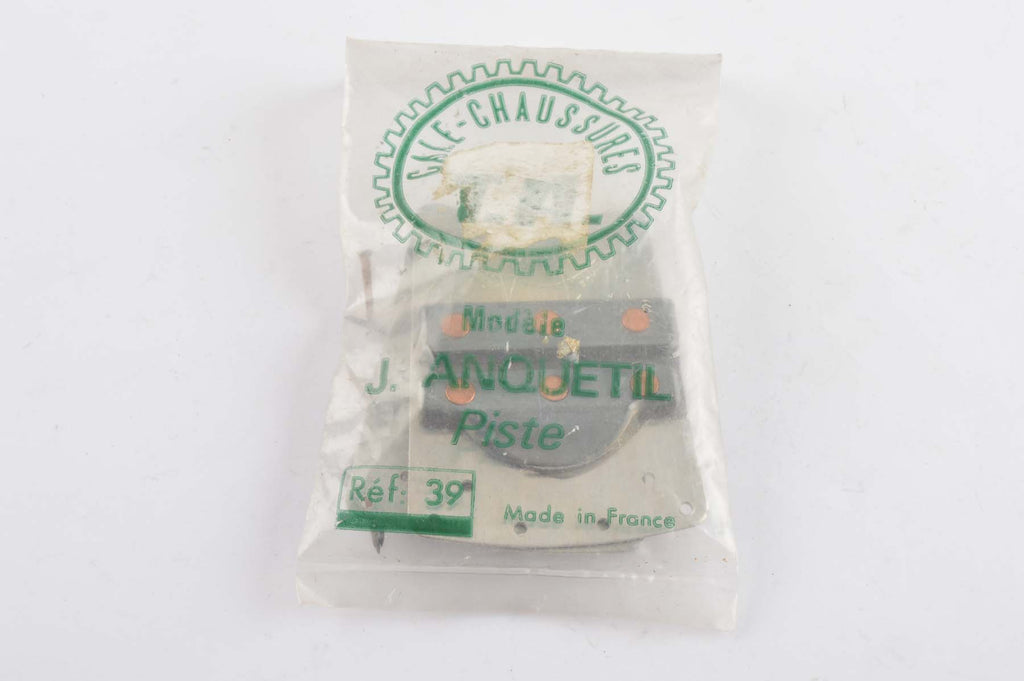 CALE-CHAUSSURES
Modèle
J. ANQUETIL
Piste
Réf: 39
Made in France